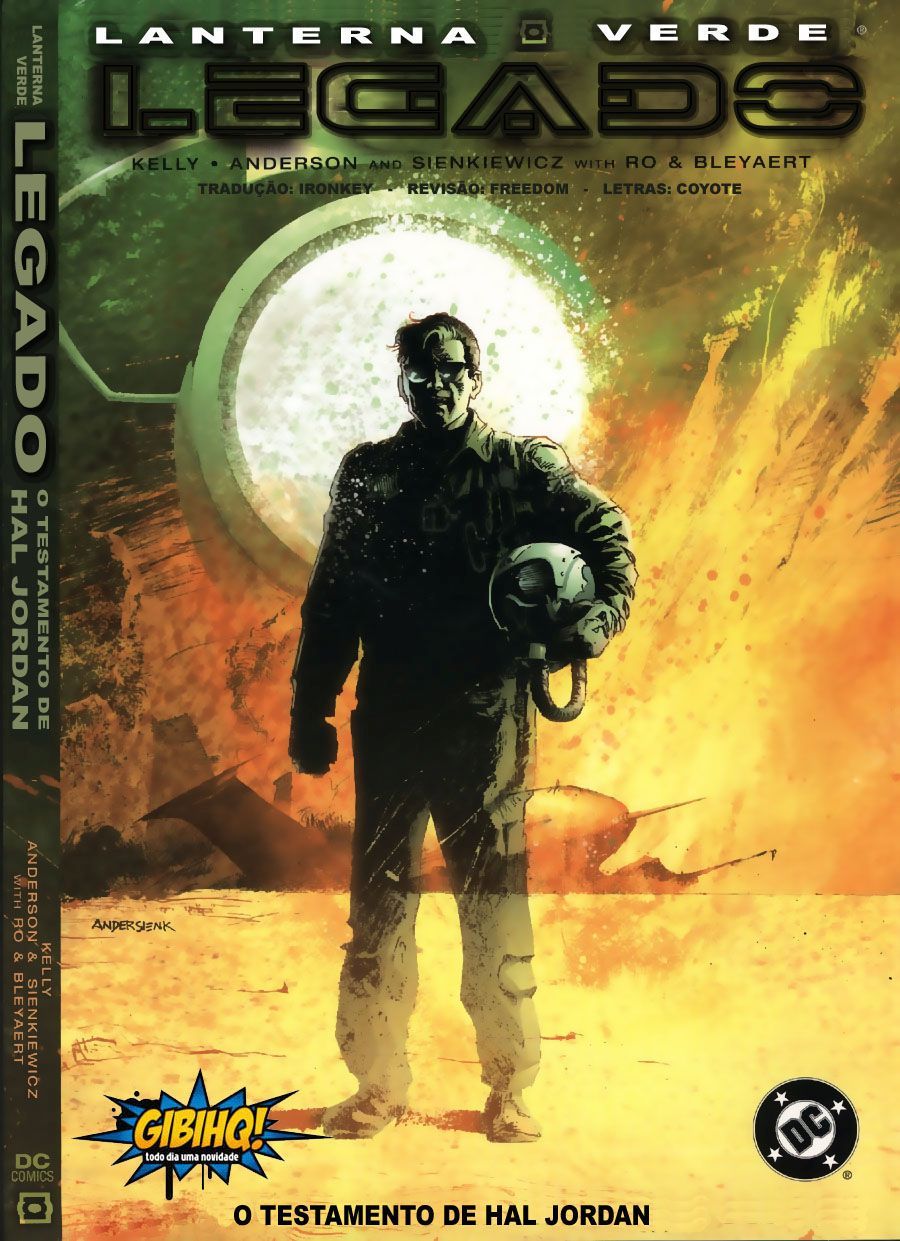 LANTERNA VERDE
LEGADO
KELLY • ANDERSON AND SIENKIEWICZ WITH RO & BLEYAERT
TRADUÇÃO: IRONKEY - REVISÃO: FREEDOM - LETRAS: COYOTE
LANTERNA
VERDE
LEGADO
O TESTAMENTO DE
HAL JORDAN
KELLY
ANDERSON & SIENKIEWICZ
WITH RO & BLEYAERT
DC
COMICS
ANDERSIENK
GIBIHQ!
todo dia uma novidade
DC
®
O TESTAMENTO DE HAL JORDAN